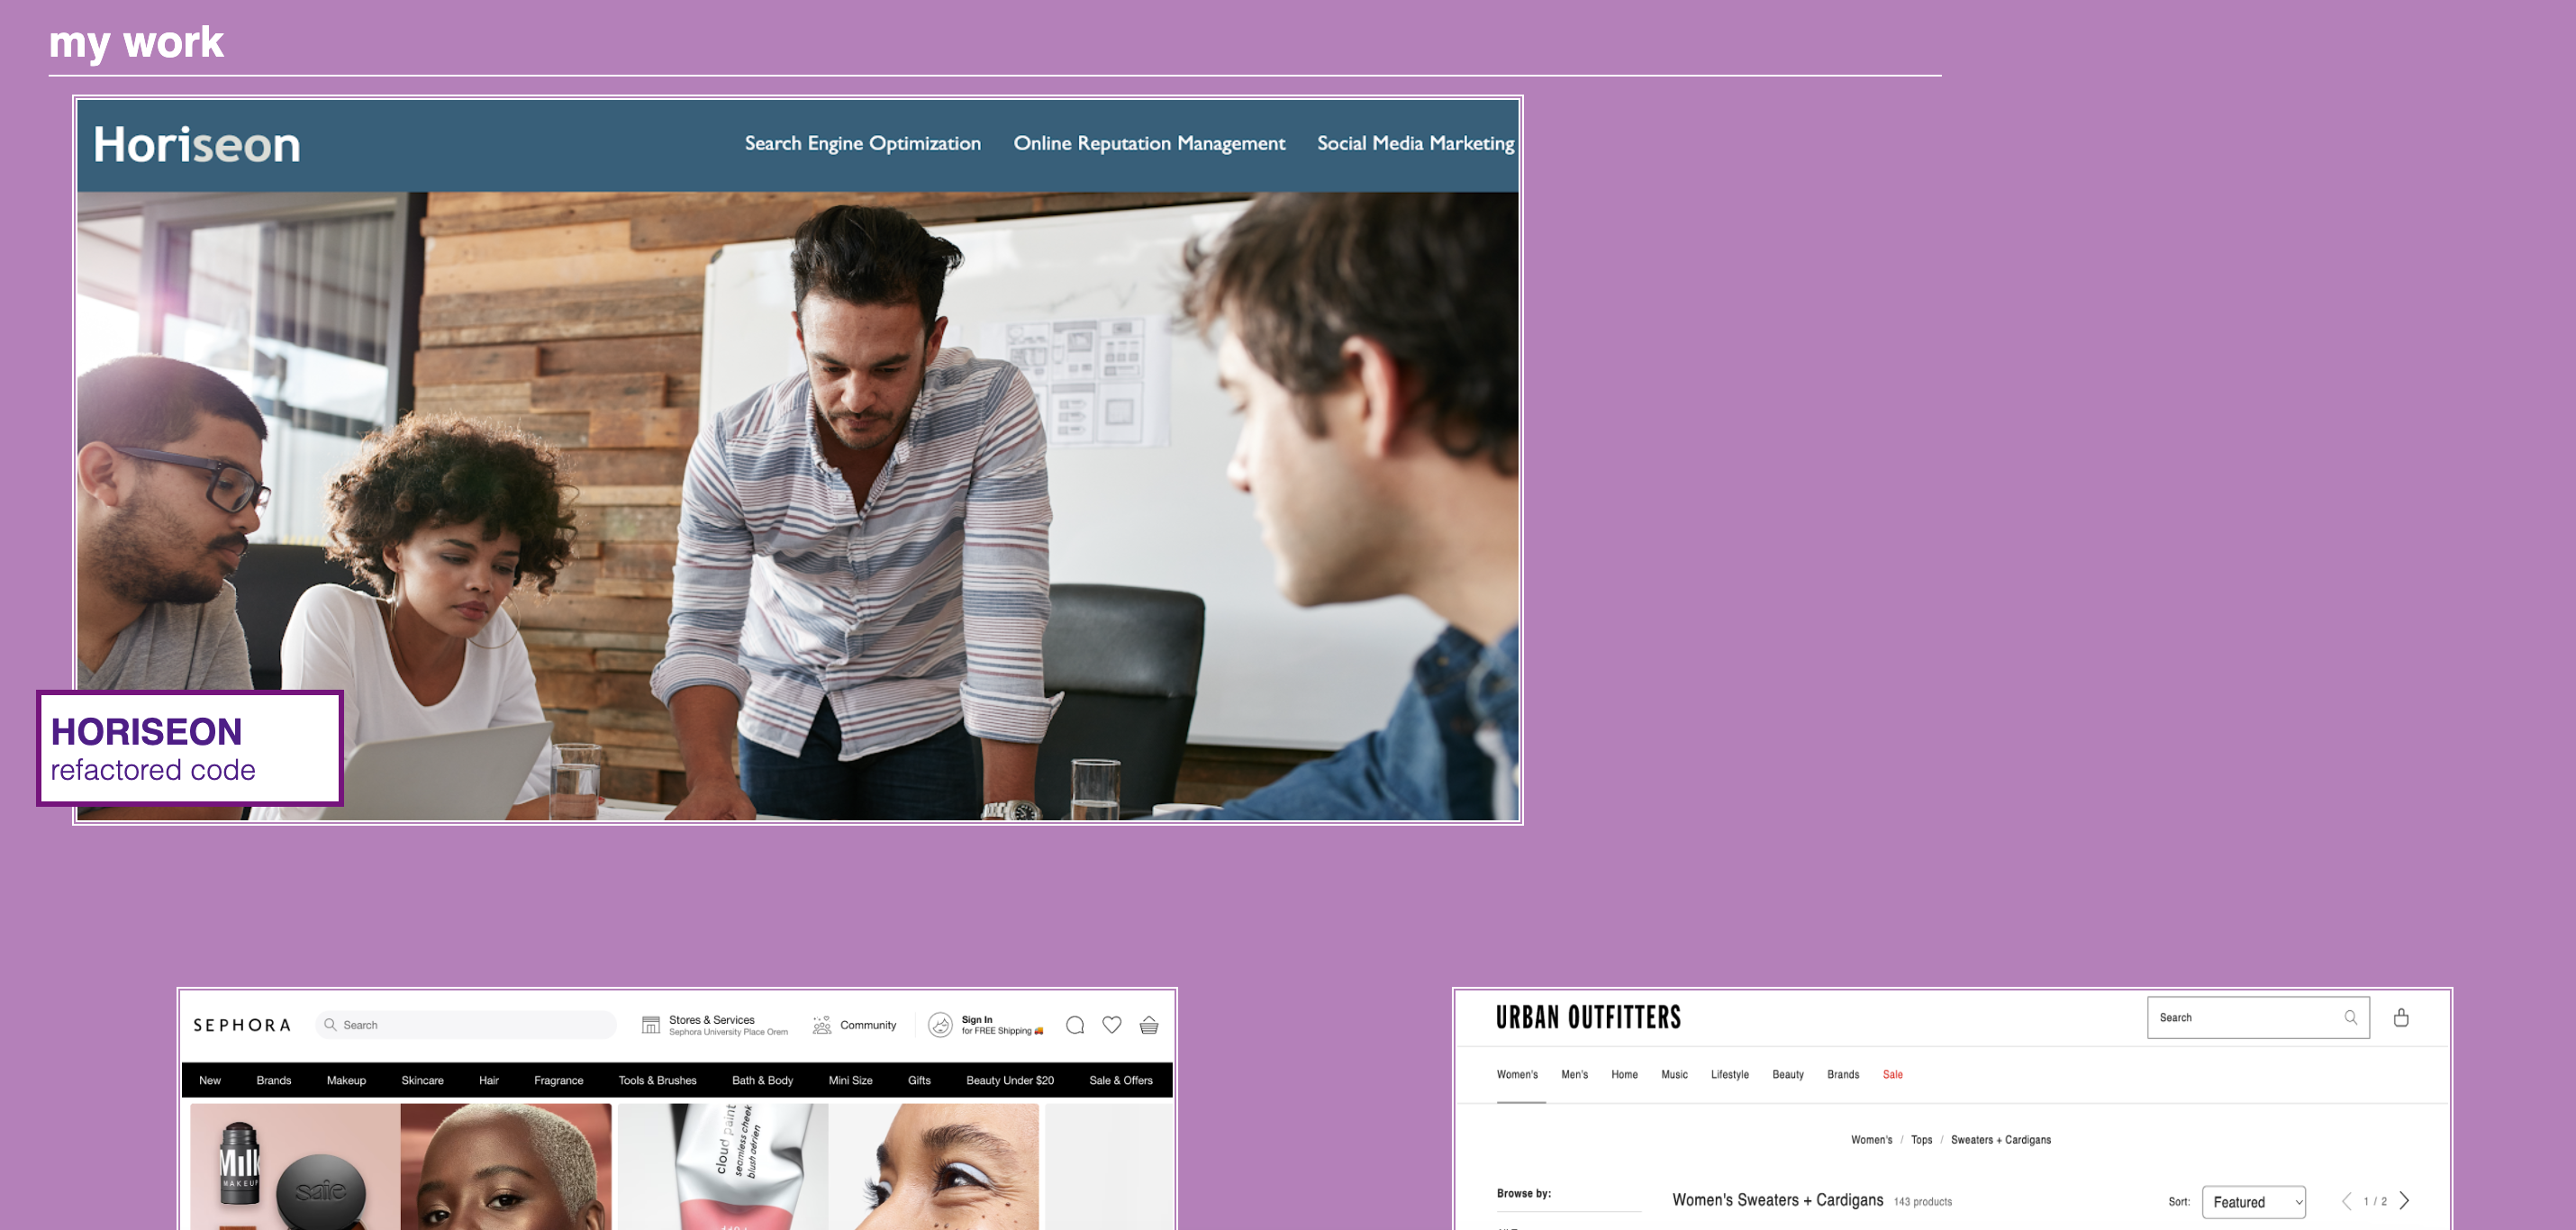 my work
Horiseon
Search Engine Optimization
Online Reputation Management
Social Media Marketing
HORISEON
refactored code
SEPHORA
Search
Stores & Services
Sephora University Place Orem
Community
Sign In
for FREE Shipping
New
Brands
Makeup
Skincare
Hair
Fragrance
Tools & Brushes
Bath & Body
Mini Size
Gifts
Beauty Under $20
Sale & Offers
Milk
MAKEUP
saie
cloud paint
seamless cheek
blush aérien
URBAN OUTFITTERS
Search
Women's
Men's
Home
Music
Lifestyle
Beauty
Brands
Sale
Women's / Tops / Sweaters + Cardigans
Browse by:
Women's Sweaters + Cardigans
143 products
Sort:
Featured
1 / 2